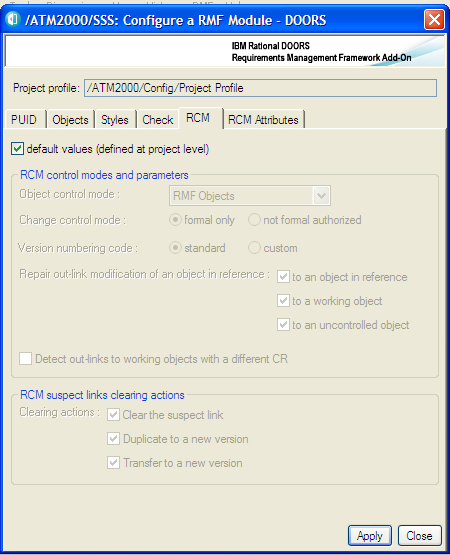 /ATM2000/SSS: Configure a RMF Module - DOORS
IBM Rational DOORS
Requirements Management Framework Add-On
Project profile: /ATM2000/Config/Project Profile
PUID Objects Styles Check RCM RCM Attributes
default values (defined at project level)
RCM control modes and parameters
Object control mode : RMF Objects
Change control mode : formal only not formal authorized
Version numbering code : standard custom
Repair out-link modification of an object in reference : to an object in reference
to a working object
to an uncontrolled object
Detect out-links to working objects with a different CR
RCM suspect links clearing actions
Clearing actions : Clear the suspect link
Duplicate to a new version
Transfer to a new version
Apply Close